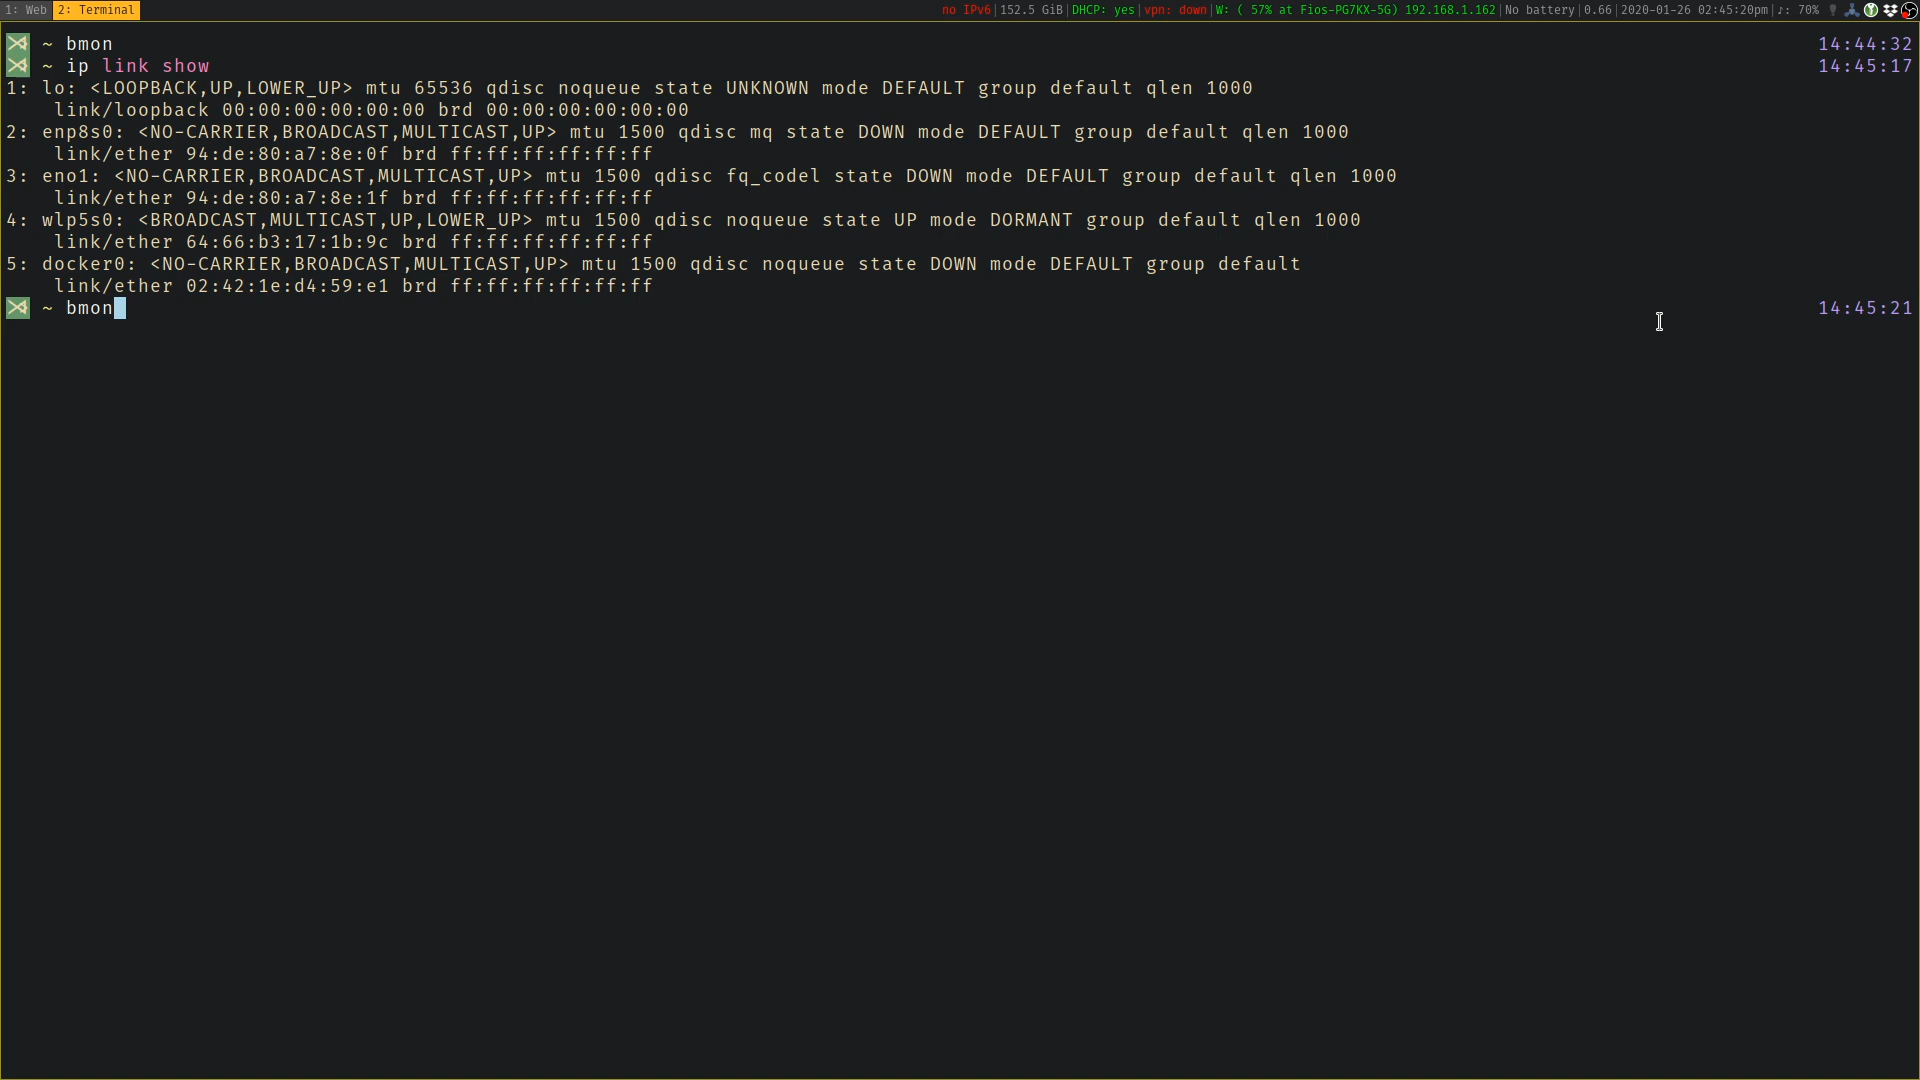 1: Web 2: Terminal no IPv6|152.5 GiB|DHCP: yes|vpn: down|W: ( 57% at Fios-PG7KX-5G) 192.168.1.162|No battery|0.66|2020-01-26 02:45:20pm|♪: 70%
~ bmon 14:44:32
~ ip link show 14:45:17
1: lo: <LOOPBACK,UP,LOWER_UP> mtu 65536 qdisc noqueue state UNKNOWN mode DEFAULT group default qlen 1000
link/loopback 00:00:00:00:00:00 brd 00:00:00:00:00:00
2: enp8s0: <NO-CARRIER,BROADCAST,MULTICAST,UP> mtu 1500 qdisc mq state DOWN mode DEFAULT group default qlen 1000
link/ether 94:de:80:a7:8e:0f brd ff:ff:ff:ff:ff:ff
3: eno1: <NO-CARRIER,BROADCAST,MULTICAST,UP> mtu 1500 qdisc fq_codel state DOWN mode DEFAULT group default qlen 1000
link/ether 94:de:80:a7:8e:1f brd ff:ff:ff:ff:ff:ff
4: wlp5s0: <BROADCAST,MULTICAST,UP,LOWER_UP> mtu 1500 qdisc noqueue state UP mode DORMANT group default qlen 1000
link/ether 64:66:b3:17:1b:9c brd ff:ff:ff:ff:ff:ff
5: docker0: <NO-CARRIER,BROADCAST,MULTICAST,UP> mtu 1500 qdisc noqueue state DOWN mode DEFAULT group default
link/ether 02:42:1e:d4:59:e1 brd ff:ff:ff:ff:ff:ff
~ bmon 14:45:21